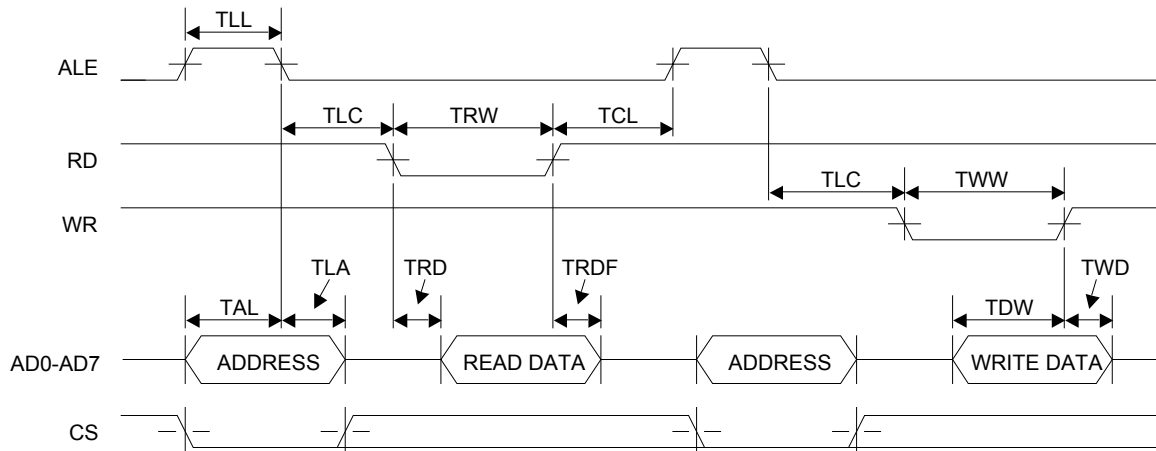 TLL
ALE
TLC TRW TCL
RD
TLC TWW
WR
TLA TRD TRDF TWD
TAL TDW
AD0-AD7 ADDRESS READ DATA ADDRESS WRITE DATA
CS